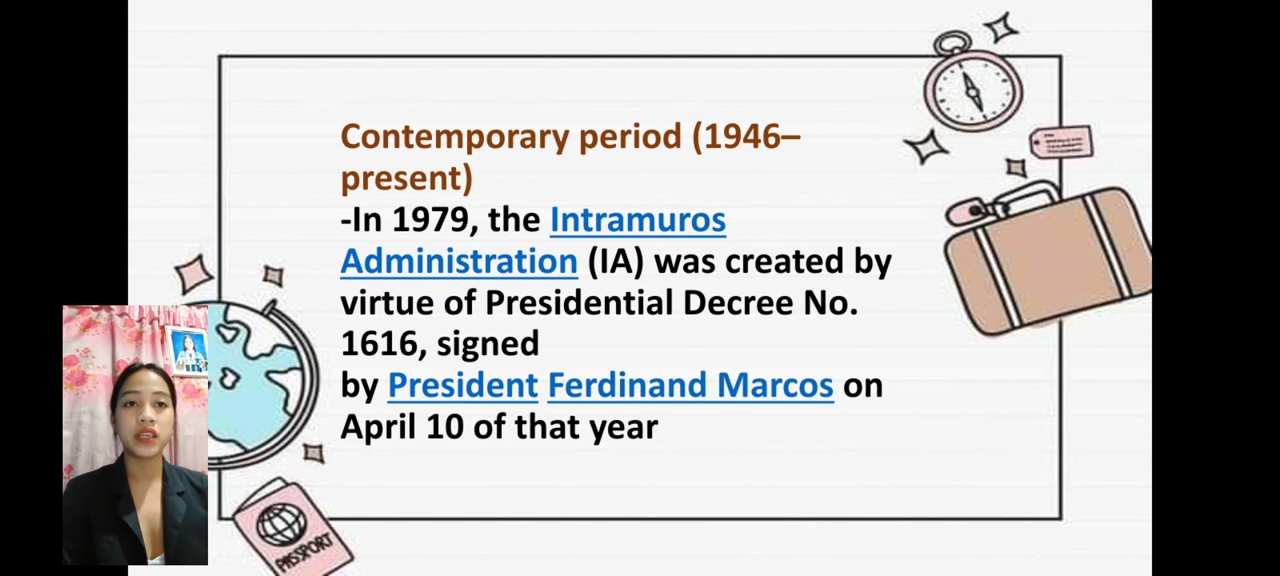 Contemporary period (1946–
present)
-In 1979, the Intramuros
Administration (IA) was created by
virtue of Presidential Decree No.
1616, signed
by President Ferdinand Marcos on
April 10 of that year
PASSPORT